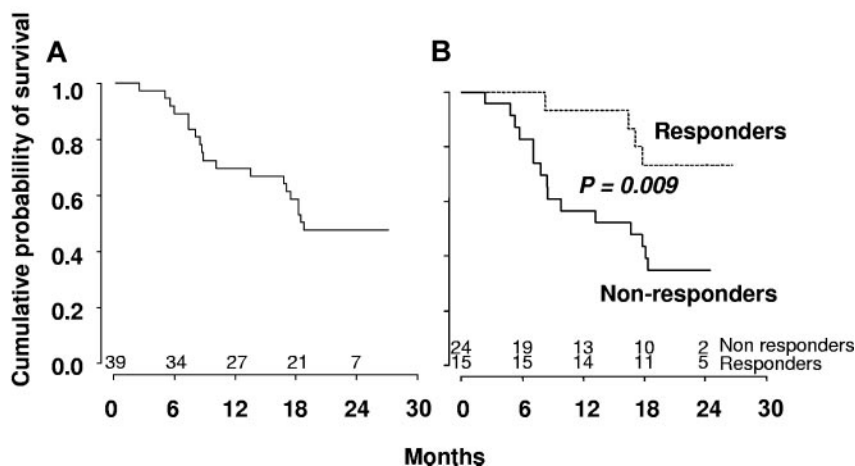 A
B
Cumulative probablility of survival
1.0
0.8
0.6
0.4
0.2
0.0
Responders
P = 0.009
Non-responders
39 34 27 21 7
24 19 13 10 2 Non responders
15 15 14 11 5 Responders
0 6 12 18 24 30
0 6 12 18 24 30
Months